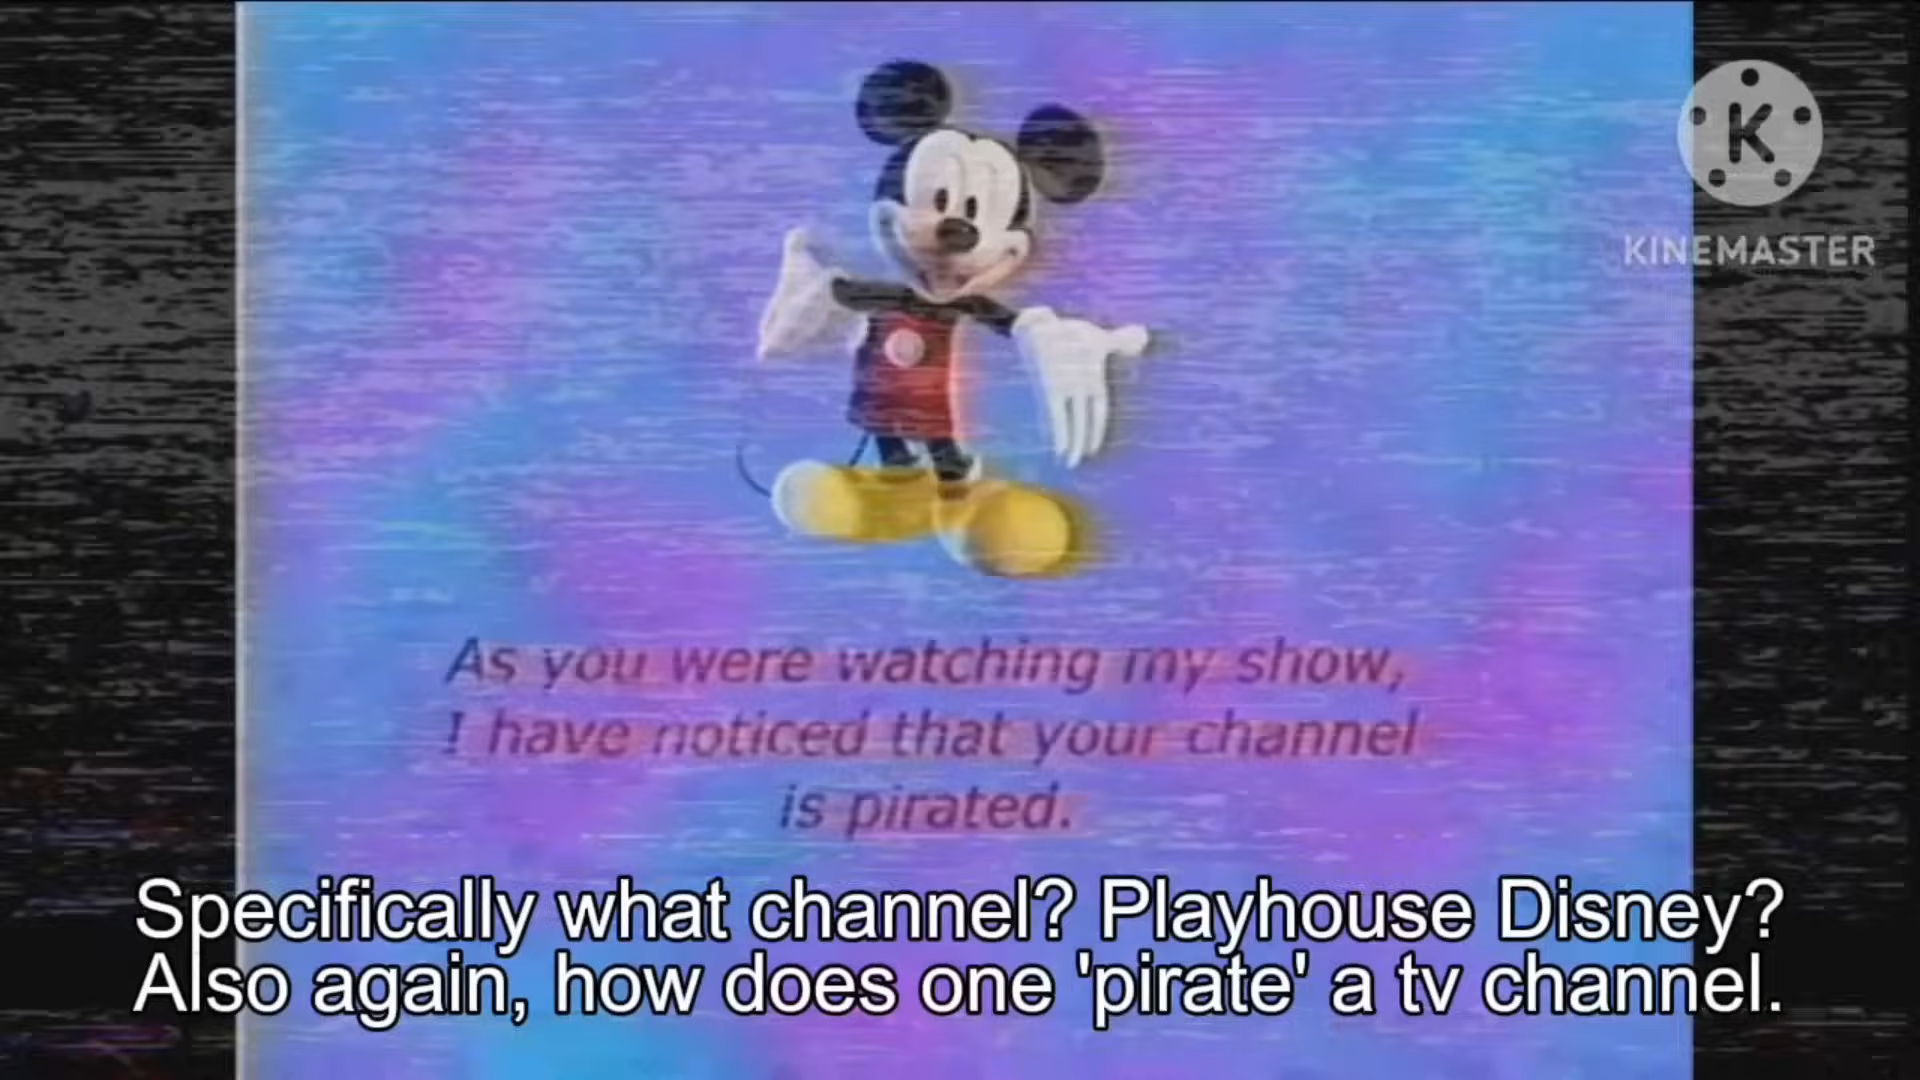 K
KINEMASTER
As you were watching my show,
I have noticed that your channel
is pirated.
Specifically what channel? Playhouse Disney?
Also again, how does one 'pirate' a tv channel.